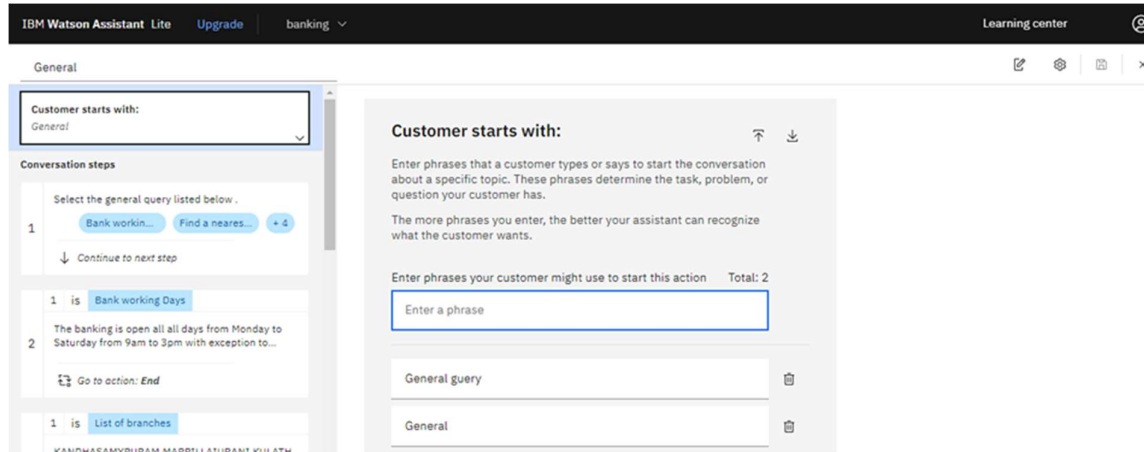 IBM Watson Assistant Lite Upgrade banking Learning center
General
Customer starts with:
General
Conversation steps
1
Select the general query listed below .
Bank workin... Find a neares... + 4
Continue to next step
1 is Bank working Days
2
The banking is open all all days from Monday to
Saturday from 9am to 3pm with exception to...
Go to action: End
1 is List of branches
Customer starts with:
Enter phrases that a customer types or says to start the conversation
about a specific topic. These phrases determine the task, problem, or
question your customer has.
The more phrases you enter, the better your assistant can recognize
what the customer wants.
Enter phrases your customer might use to start this action Total: 2
Enter a phrase
General guery
General